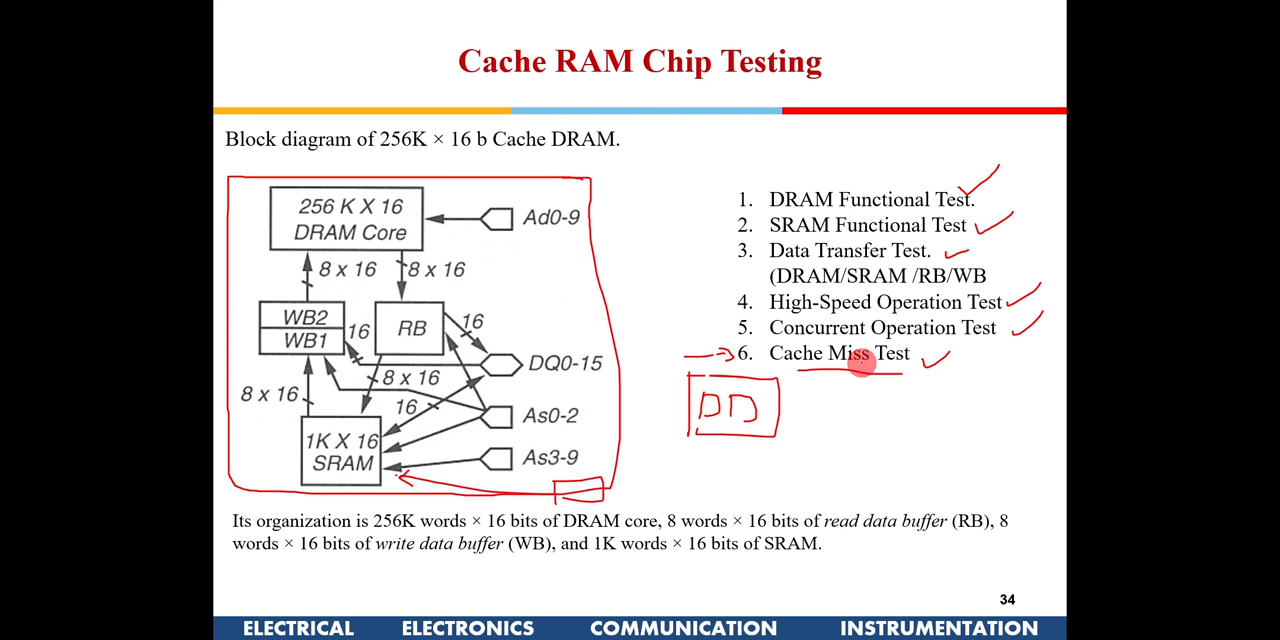 Cache RAM Chip Testing
Block diagram of 256K × 16 b Cache DRAM.
256 K X 16
DRAM Core
Ad0-9
8 x 16
8 x 16
WB2
WB1
16
RB
16
DQ0-15
8 x 16
8 x 16
16
As0-2
1K X 16
SRAM
As3-9
1. DRAM Functional Test.
2. SRAM Functional Test
3. Data Transfer Test.
(DRAM/SRAM /RB/WB
4. High-Speed Operation Test
5. Concurrent Operation Test
6. Cache Miss Test
DD
Its organization is 256K words × 16 bits of DRAM core, 8 words × 16 bits of read data buffer (RB), 8
words × 16 bits of write data buffer (WB), and 1K words × 16 bits of SRAM.
34
ELECTRICAL ELECTRONICS COMMUNICATION INSTRUMENTATION